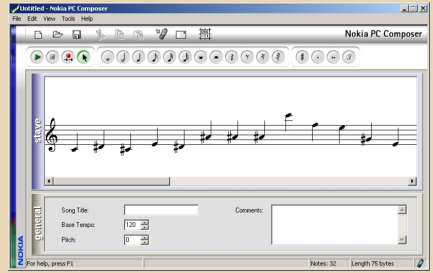 Untitled - Nokia PC Composer
File Edit View Tools Help
Nokia PC Composer
stave
general
Song Title:
Comments:
Base Tempo: 120
Pitch: 0
NOKIA
For help, press F1
Notes: 32
Length 75 bytes